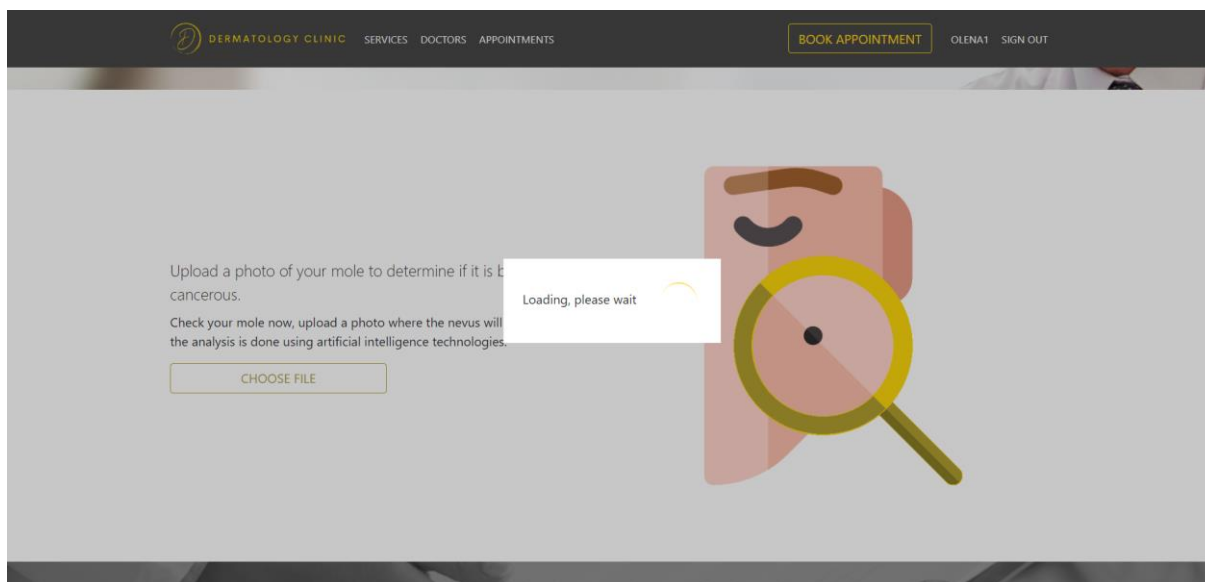 DERMATOLOGY CLINIC SERVICES DOCTORS APPOINTMENTS BOOK APPOINTMENT OLENA1 SIGN OUT
Upload a photo of your mole to determine if it is
cancerous.
Check your mole now, upload a photo where the nevus will
the analysis is done using artificial intelligence technologies.
CHOOSE FILE
Loading, please wait